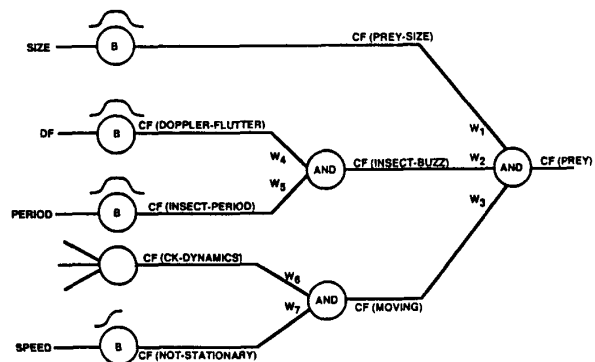 SIZE B CF (PREY-SIZE)
W1
DF B CF (DOPPLER-FLUTTER)
W4 AND CF (INSECT-BUZZ) W2 AND CF (PREY)
W5
W3
PERIOD B CF (INSECT-PERIOD)
CF (CK-DYNAMICS)
W6
W7 AND CF (MOVING)
SPEED B CF (NOT-STATIONARY)